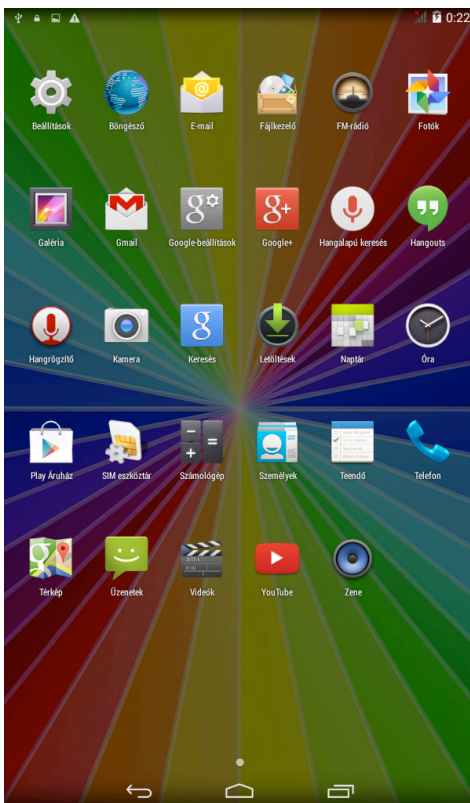 0:22
Beállítások Böngésző E-mail Fájlkezelő FM-rádió Fotók
Galéria Gmail Google-beállítások Google+ Hangalapú keresés Hangouts
Hangrögzítő Kamera Keresés Letöltések Naptár Óra
Play Áruház SIM eszköztár Számológép Személyek Teendő Telefon
Térkép Üzenetek Videók YouTube Zene